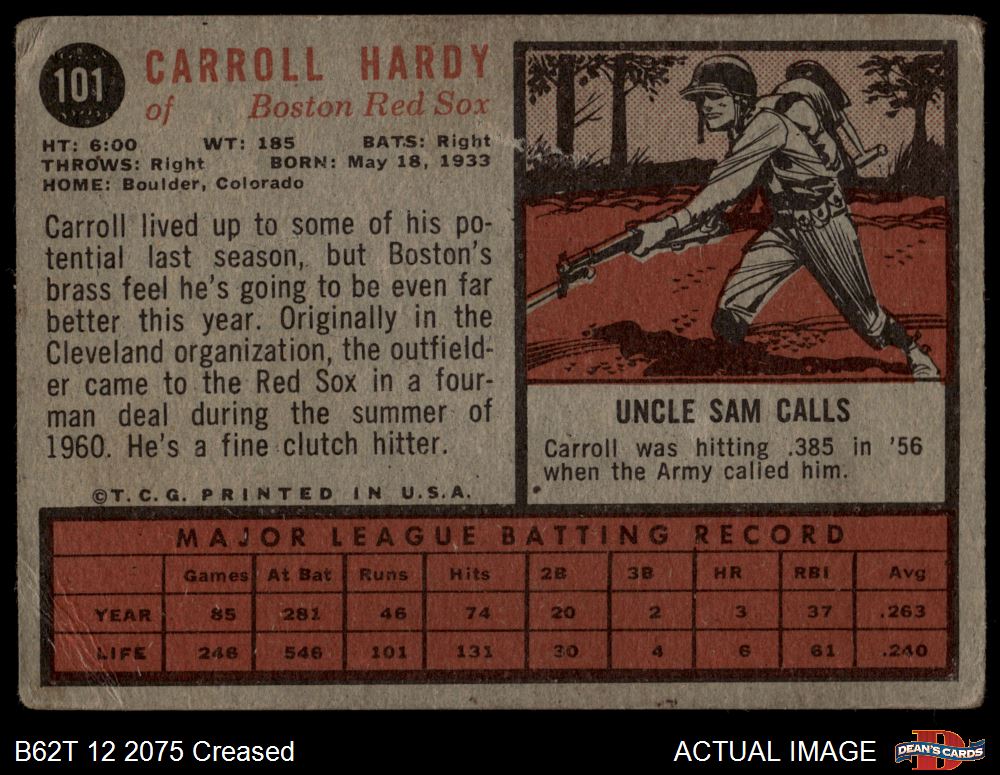 101
CARROLL HARDY
of Boston Red Sox
HT: 6:00 WT: 185 BATS: Right
THROWS: Right BORN: May 18, 1933
HOME: Boulder, Colorado
Carroll lived up to some of his po-
tential last season, but Boston's
brass feel he's going to be even far
better this year. Originally in the
Cleveland organization, the outfield-
er came to the Red Sox in a four-
man deal during the summer of
1960. He's a fine clutch hitter.
©T.C.G. PRINTED IN U.S.A.
UNCLE SAM CALLS
Carroll was hitting .385 in '56
when the Army called him.
MAJOR LEAGUE BATTING RECORD
Games At Bat Runs Hits 2B 3B HR RBI Avg
YEAR 85 281 46 74 20 2 3 37 .263
LIFE 246 546 101 131 30 4 6 61 .240
B62T 12 2075 Creased
ACTUAL IMAGE
DEAN'S CARDS